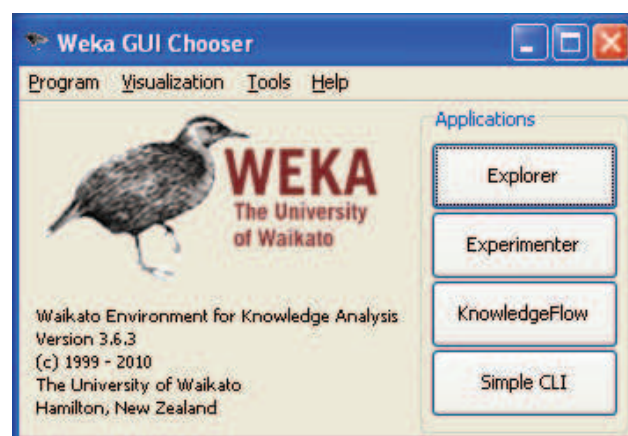 Weka GUI Chooser
Program Visualization Tools Help
WEKA
The University
of Waikato
Waikato Environment for Knowledge Analysis
Version 3.6.3
(c) 1999 - 2010
The University of Waikato
Hamilton, New Zealand
Applications
Explorer
Experimenter
KnowledgeFlow
Simple CLI